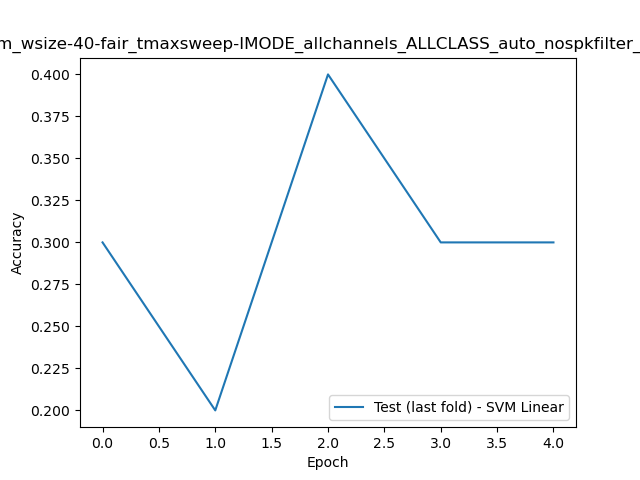 m_wsize-40-fair_tmaxsweep-IMODE_allchannels_ALLCLASS_auto_nospkfilter_
0.400
0.375
0.350
0.325
0.300
0.275
0.250
0.225
0.200
Accuracy
Test (last fold) - SVM Linear
0.0 0.5 1.0 1.5 2.0 2.5 3.0 3.5 4.0
Epoch